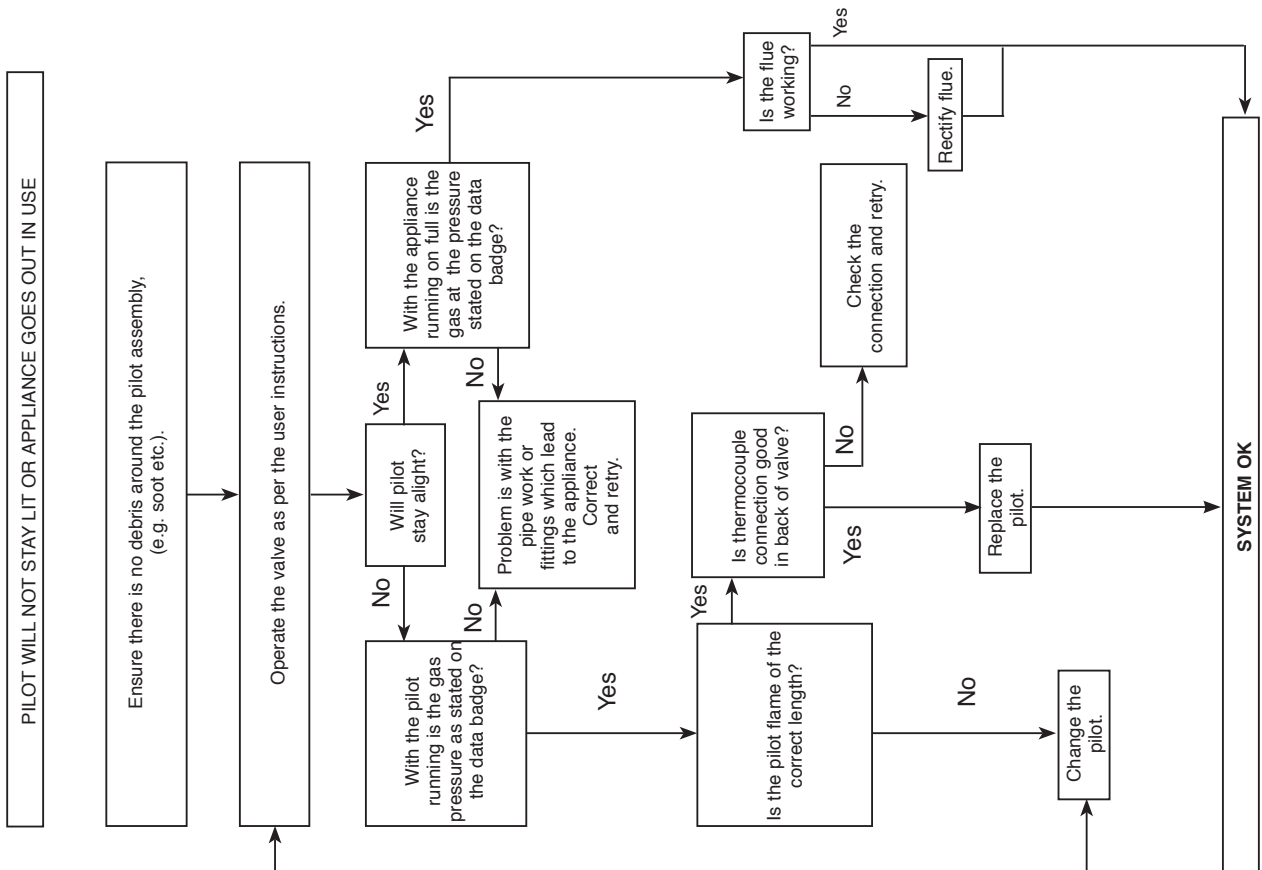 PILOT WILL NOT STAY LIT OR APPLIANCE GOES OUT IN USE
Ensure there is no debris around the pilot assembly,
(e.g. soot etc.).
Operate the valve as per the user instructions.
Will pilot
stay alight?
No
Yes
With the pilot
running is the gas
pressure as stated on
the data badge?
No
Problem is with the
pipe work or
fittings which lead
to the appliance.
Correct
and retry.
With the appliance
running on full is the
gas at the pressure
stated on the data
badge?
No
Yes
Yes
Is the pilot flame of the
correct length?
Yes
Is thermocouple
connection good
in back of valve?
No
Check the
connection and retry.
Is the flue
working?
No
Yes
Rectify flue.
Yes
Replace the
pilot.
No
Change the
pilot.
SYSTEM OK